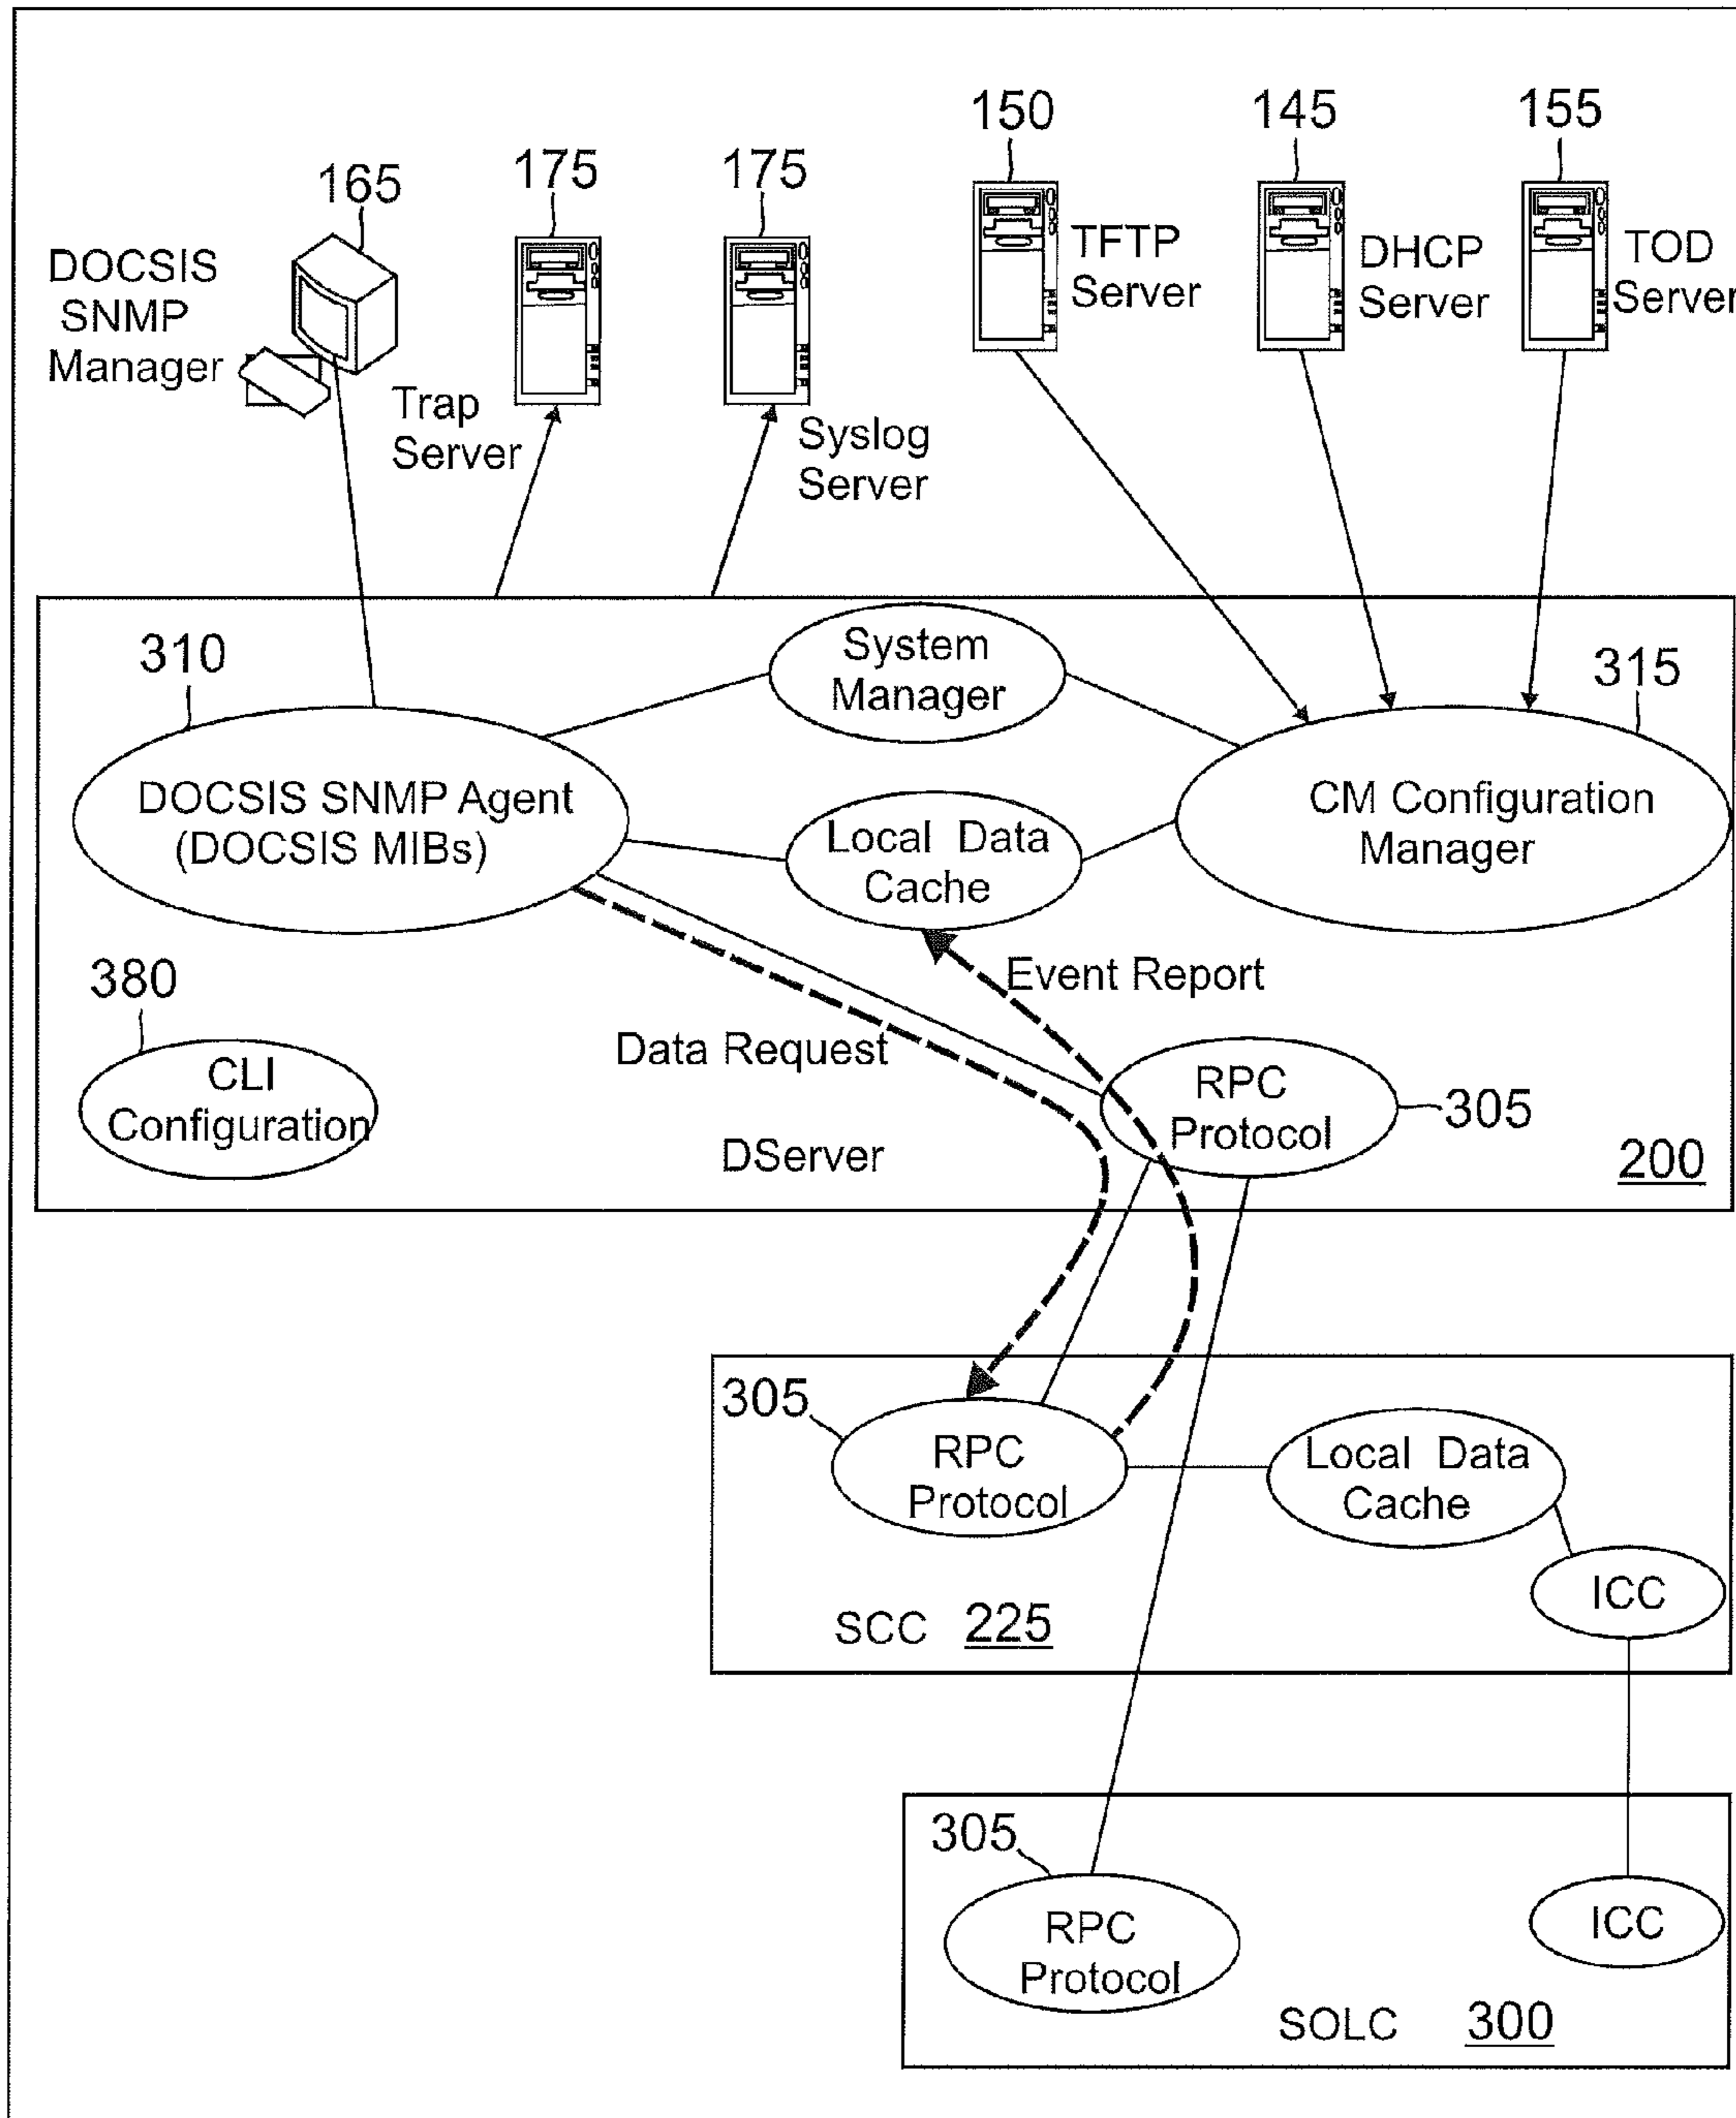 150
145
155
165
175
175
DOCSIS
SNMP
Manager
TFTP
Server
DHCP
Server
TOD
Server
Trap
Server
Syslog
Server
310
System
Manager
315
DOCSIS SNMP Agent
(DOCSIS MIBs)
Local Data
Cache
CM Configuration
Manager
380
Event Report
Data Request
CLI
Configuration
RPC
Protocol
305
DServer
200
305
RPC
Protocol
Local Data
Cache
ICC
SCC 225
305
RPC
Protocol
ICC
SOLC 300